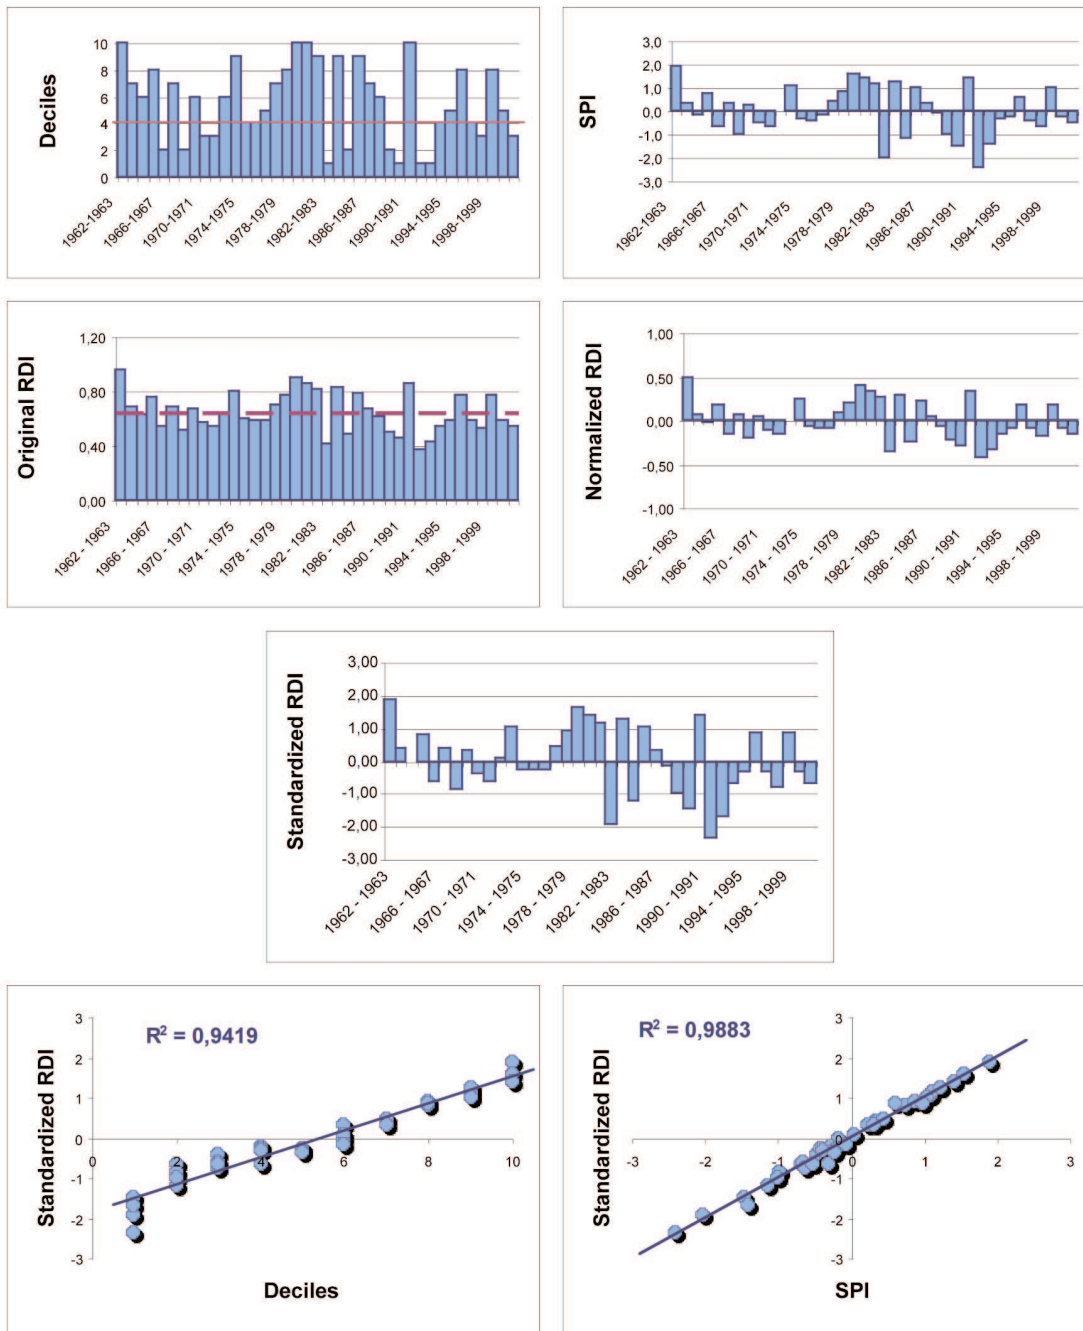 Deciles
10
8
6
4
2
0
1962-1963
1966-1967
1970-1971
1974-1975
1978-1979
1982-1983
1986-1987
1990-1991
1994-1995
1998-1999
SPI
3,0
2,0
1,0
0,0
-1,0
-2,0
-3,0
1962-1963
1966-1967
1970-1971
1974-1975
1978-1979
1982-1983
1986-1987
1990-1991
1994-1995
1998-1999
Original RDI
1,20
0,80
0,40
0,00
1962 - 1963
1966 - 1967
1970 - 1971
1974 - 1975
1978 - 1979
1982 - 1983
1986 - 1987
1990 - 1991
1994 - 1995
1998 - 1999
Normalized RDI
1,00
0,50
0,00
-0,50
-1,00
1962 - 1963
1966 - 1967
1970 - 1971
1974 - 1975
1978 - 1979
1982 - 1983
1986 - 1987
1990 - 1991
1994 - 1995
1998 - 1999
Standardized RDI
3,00
2,00
1,00
0,00
-1,00
-2,00
-3,00
1962 - 1963
1966 - 1967
1970 - 1971
1974 - 1975
1978 - 1979
1982 - 1983
1986 - 1987
1990 - 1991
1994 - 1995
1998 - 1999
Standardized RDI
R² = 0,9419
3
2
1
0
-1
-2
-3
0 2 4 6 8 10
Deciles
Standardized RDI
R² = 0,9883
3
2
1
0
-1
-2
-3
-3 -2 -1 0 1 2 3
SPI